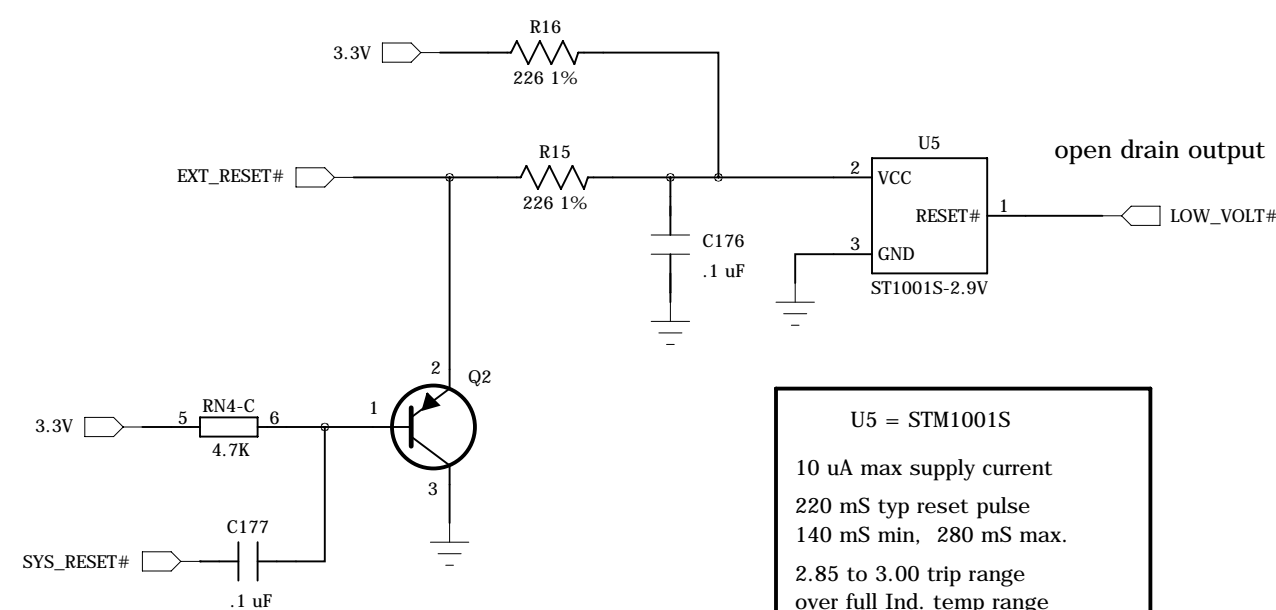 R16
3.3V
226 1%
R15
EXT_RESET#
226 1%
U5
open drain output
2
VCC
RESET#
1
LOW_VOLT#
3
GND
ST1001S-2.9V
C176
.1 uF
2
Q2
RN4-C
3.3V
5
6
1
4.7K
3
C177
SYS_RESET#
.1 uF
U5 = STM1001S
10 uA max supply current
220 mS typ reset pulse
140 mS min, 280 mS max.
2.85 to 3.00 trip range
over full Ind. temp range